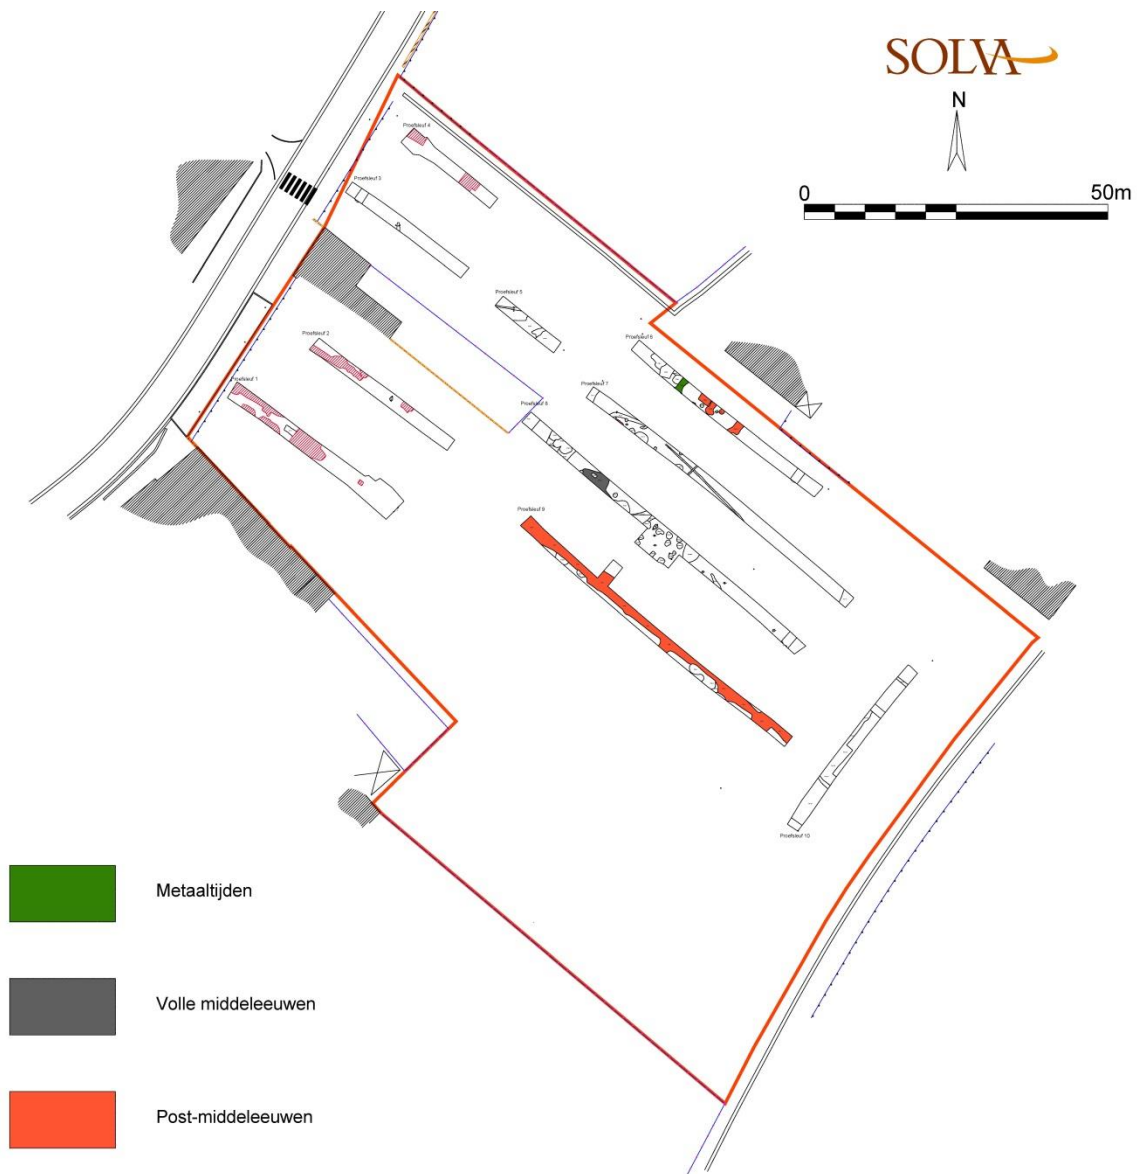 SOLVA
N
0 50m
Proefsleuf 4
Proefsleuf 3
Proefsleuf 5
Proefsleuf 2
Proefsleuf 6
Proefsleuf 1
Proefsleuf 7
Proefsleuf 8
Proefsleuf 9
Proefsleuf 10
Metaaltijden
Volle middeleeuwen
Post-middeleeuwen